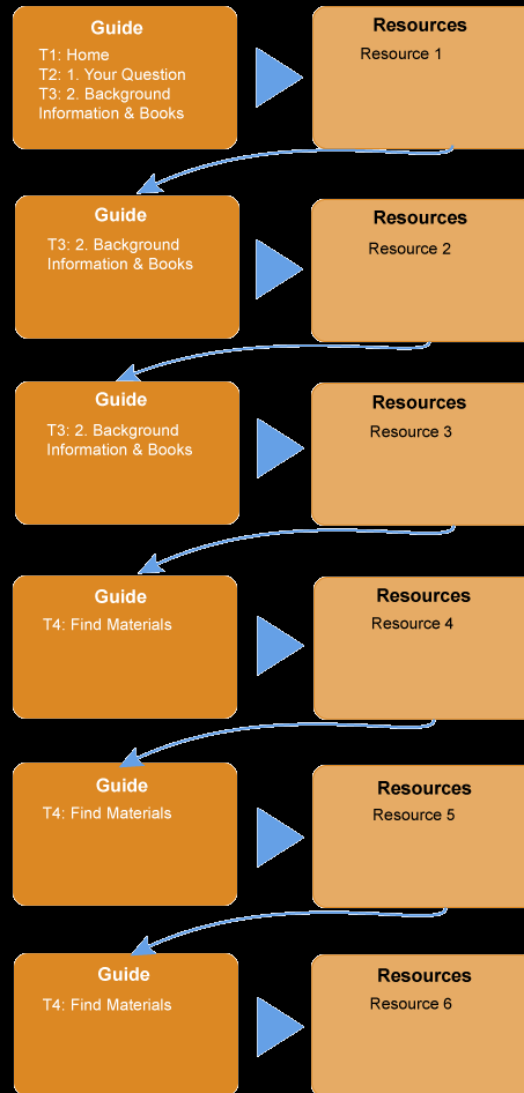 Guide
T1: Home
T2: 1. Your Question
T3: 2. Background
Information & Books
Resources
Resource 1
Guide
T3: 2. Background
Information & Books
Resources
Resource 2
Guide
T3: 2. Background
Information & Books
Resources
Resource 3
Guide
T4: Find Materials
Resources
Resource 4
Guide
T4: Find Materials
Resources
Resource 5
Guide
T4: Find Materials
Resources
Resource 6